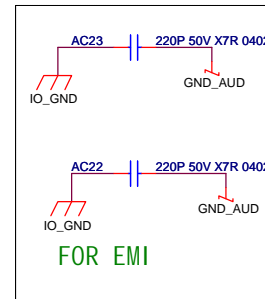 AC23 220P 50V X7R 0402
IO_GND GND_AUD
AC22 220P 50V X7R 0402
IO_GND GND_AUD
FOR EMI